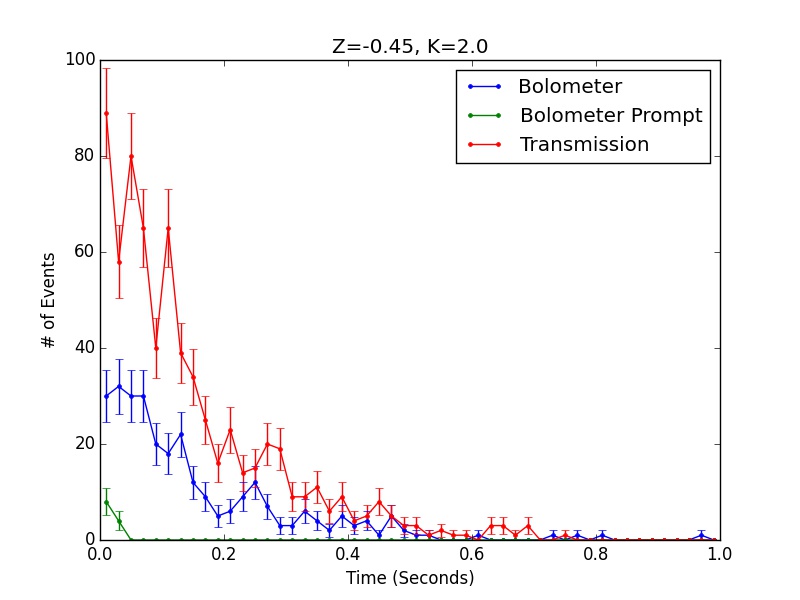 Z=-0.45, K=2.0
100
80
60
40
20
0
# of Events
Bolometer
Bolometer Prompt
Transmission
0.0 0.2 0.4 0.6 0.8 1.0
Time (Seconds)